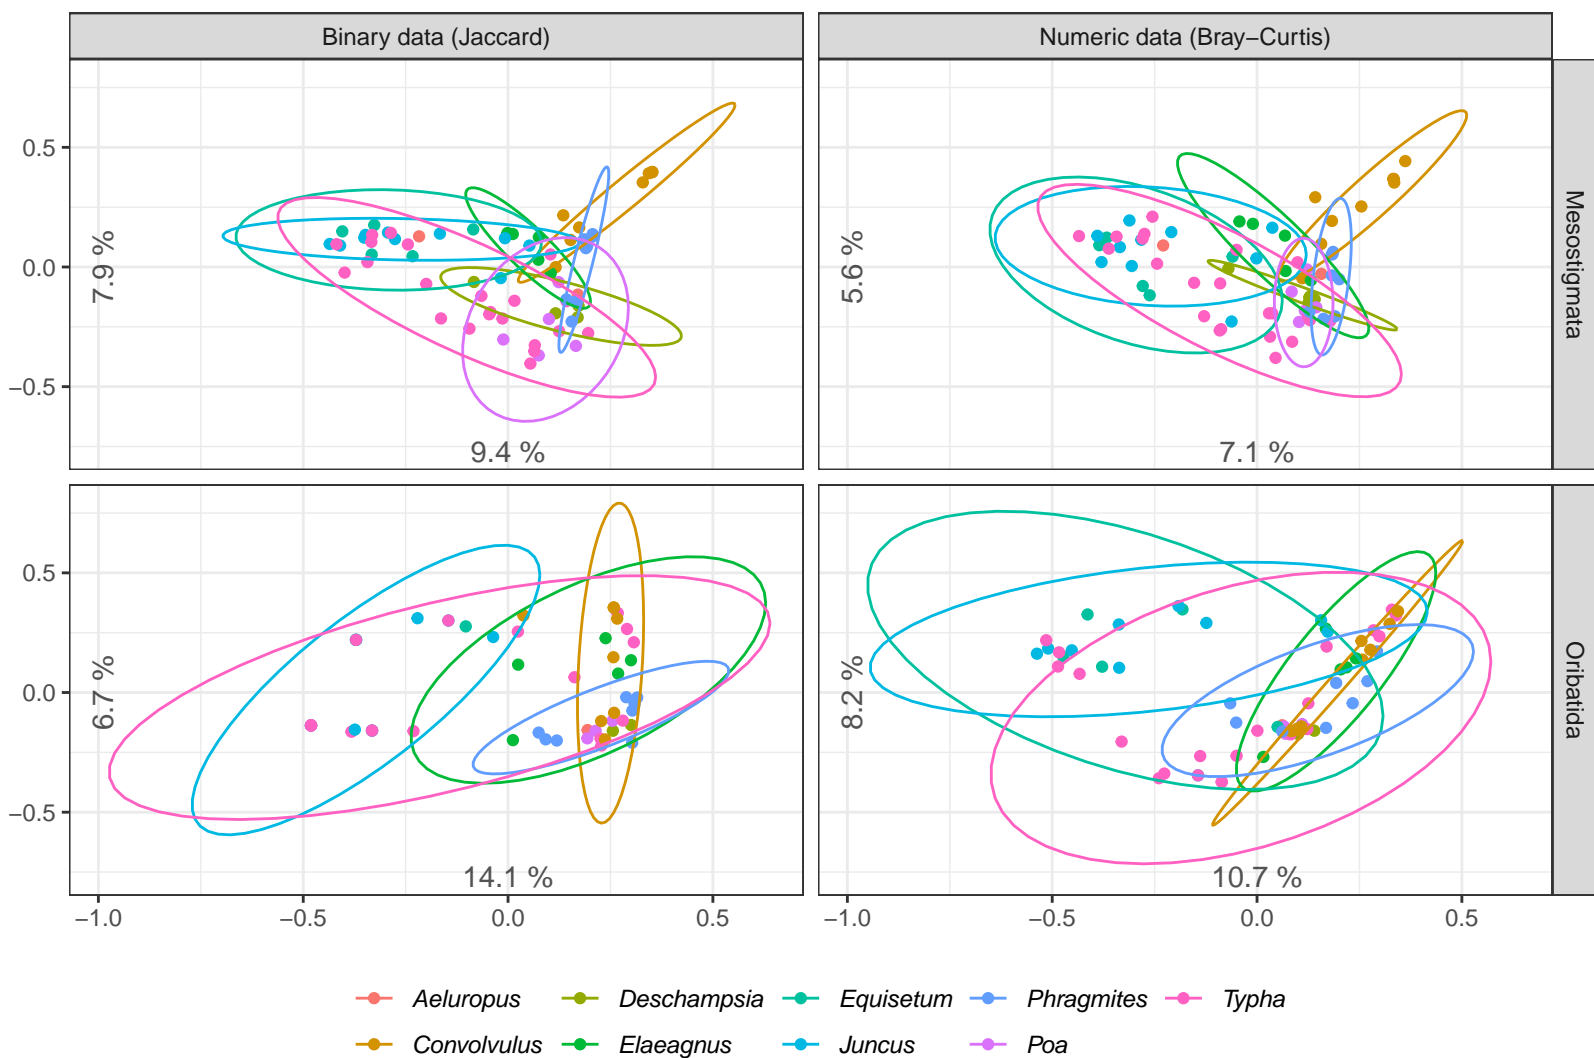 Binary data (Jaccard)
Numeric data (Bray−Curtis)
0.5
0.0
−0.5
7.9 %
9.4 %
5.6 %
7.1 %
Mesostigmata
0.5
0.0
−0.5
6.7 %
14.1 %
8.2 %
10.7 %
Oribatida
−1.0 −0.5 0.0 0.5
−1.0 −0.5 0.0 0.5
Aeluropus Deschampsia Equisetum Phragmites Typha
Convolvulus Elaeagnus Juncus Poa